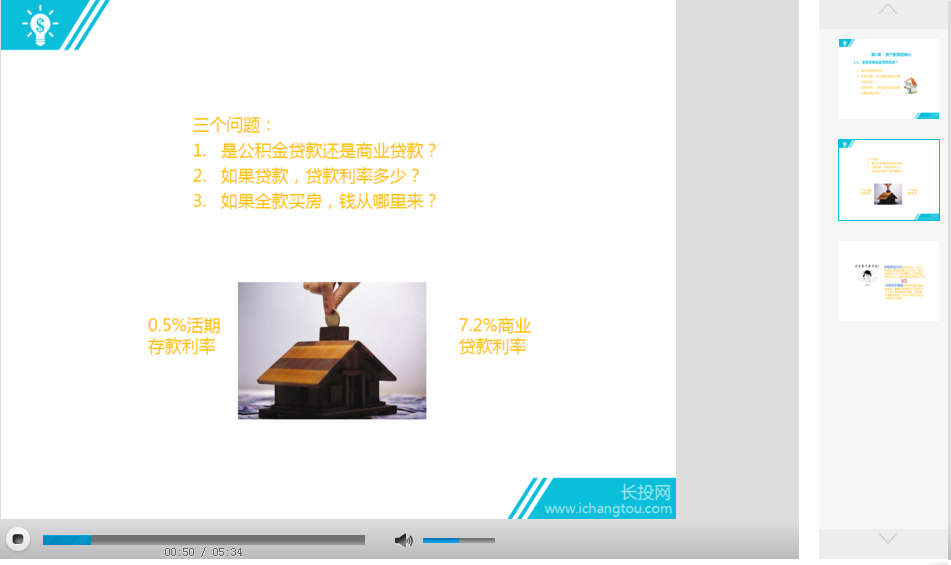 三个问题：
1. 是公积金贷款还是商业贷款？
2. 如果贷款，贷款利率多少？
3. 如果全款买房，钱从哪里来？
0.5%活期
存款利率
7.2%商业
贷款利率
长投网
www.ichangtou.com
00:50 / 05:34
VS